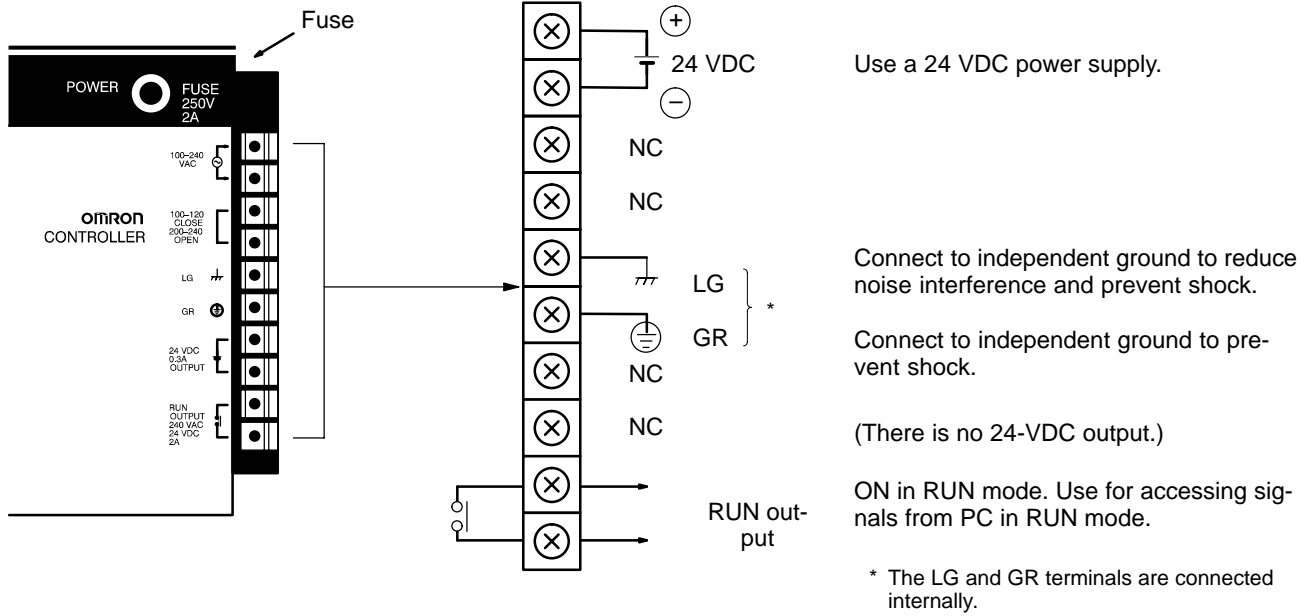 Fuse
POWER
FUSE
250V
2A
100–240
VAC
OMRON
CONTROLLER
100–120
CLOSE
200–240
OPEN
LG
GR
24 VDC
0.3A
OUTPUT
RUN
OUTPUT
240 VAC
24 VDC
2A
+
24 VDC
−
Use a 24 VDC power supply.
NC
NC
LG
GR
*
Connect to independent ground to reduce
noise interference and prevent shock.
Connect to independent ground to pre-
vent shock.
NC
NC
(There is no 24-VDC output.)
RUN out-
put
ON in RUN mode. Use for accessing sig-
nals from PC in RUN mode.
* The LG and GR terminals are connected
internally.